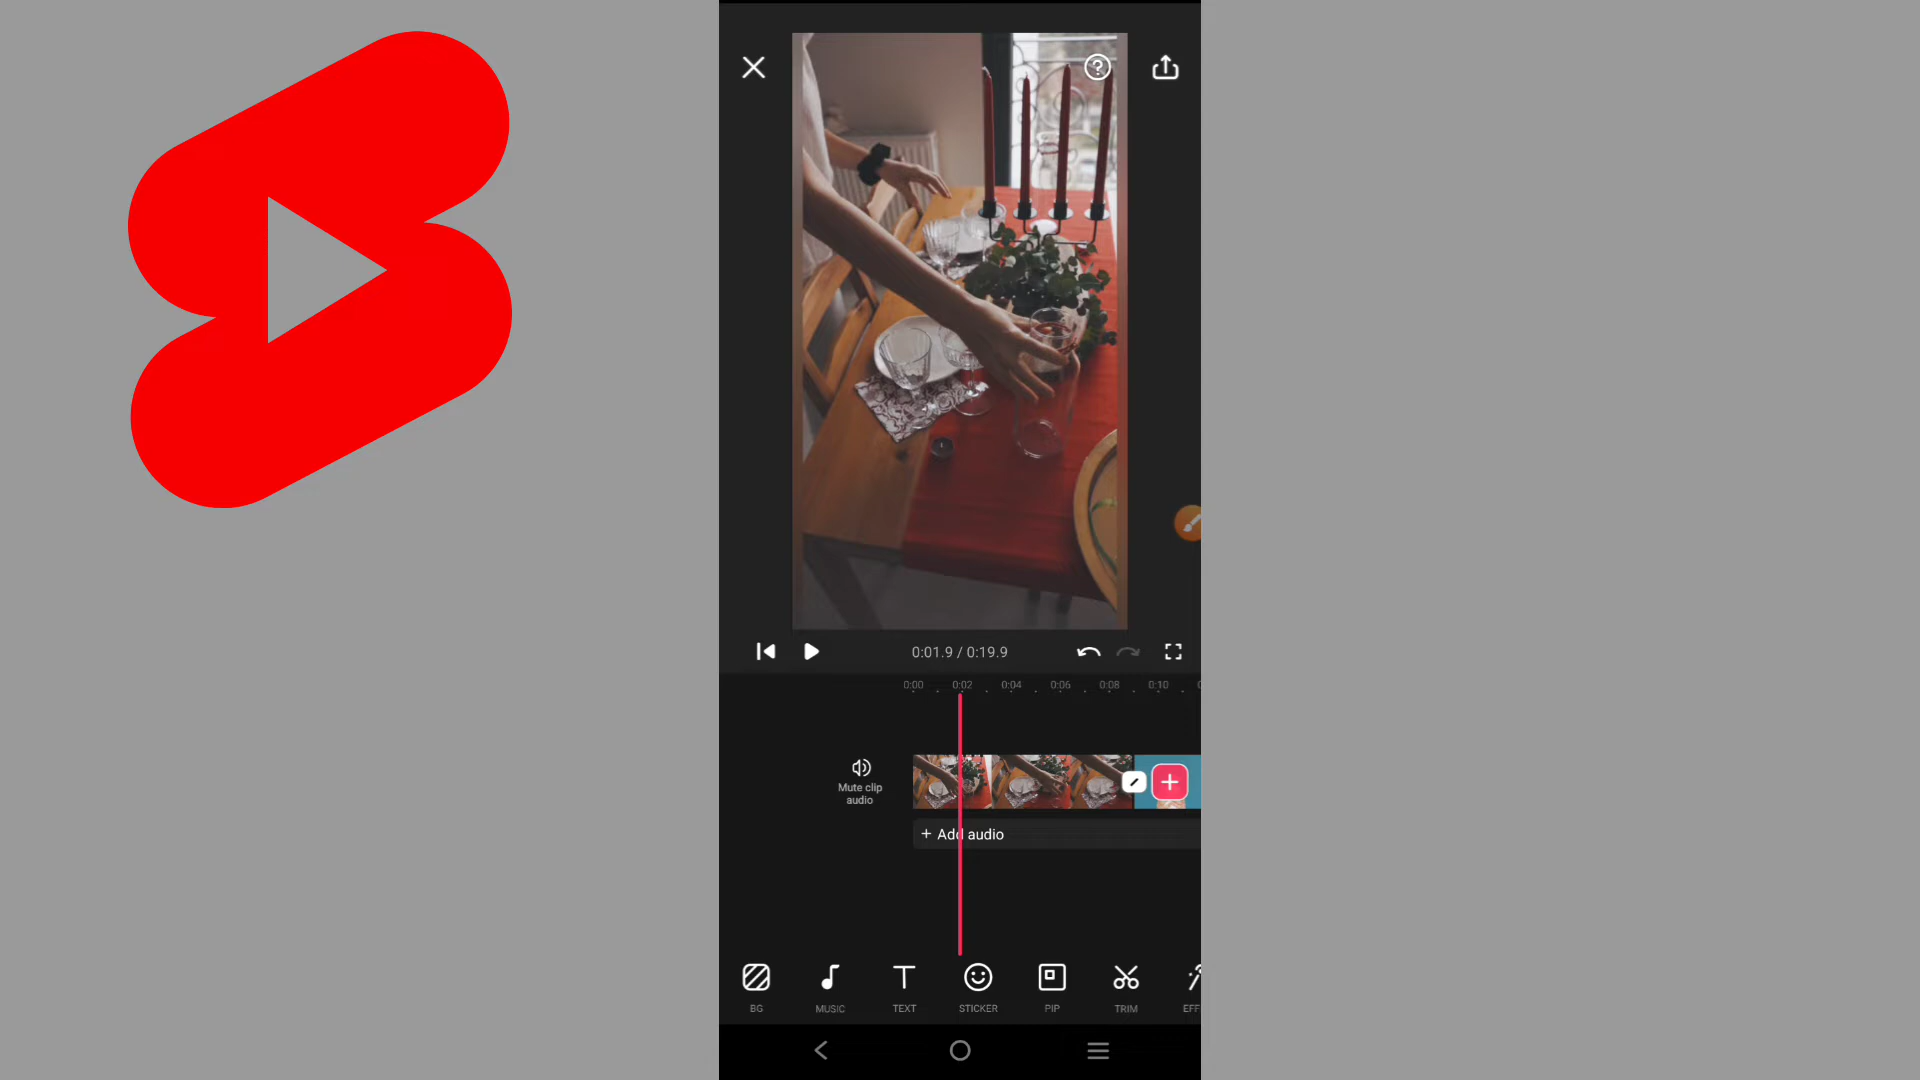 0:01.9 / 0:19.9
0:00 0:02 0:04 0:06 0:08 0:10
Mute clip
audio
+ Add audio
BG MUSIC TEXT STICKER PIP TRIM EFF